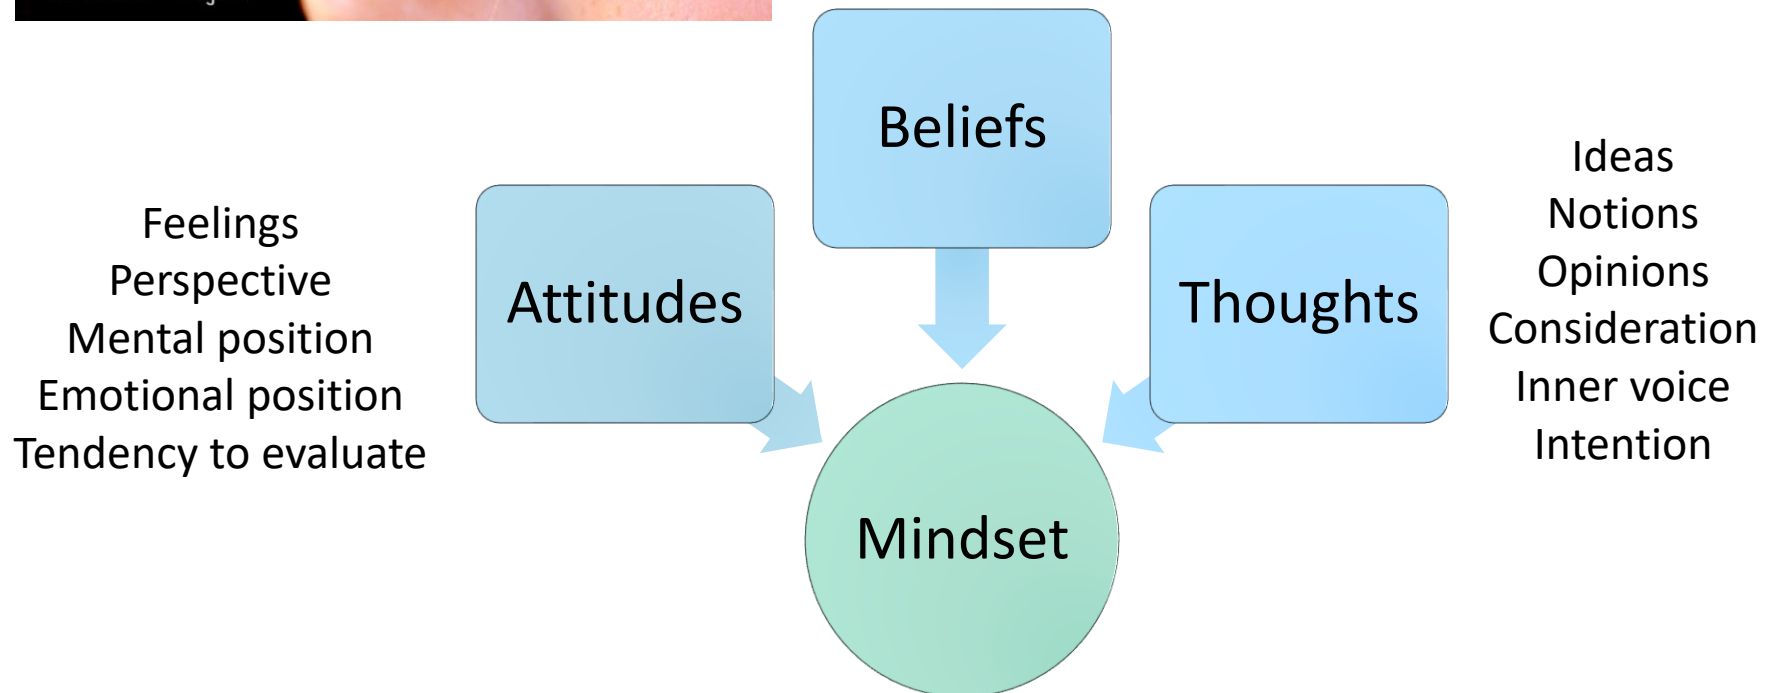 Beliefs
Feelings
Perspective
Mental position
Emotional position
Tendency to evaluate
Attitudes
Thoughts
Ideas
Notions
Opinions
Consideration
Inner voice
Intention
Mindset